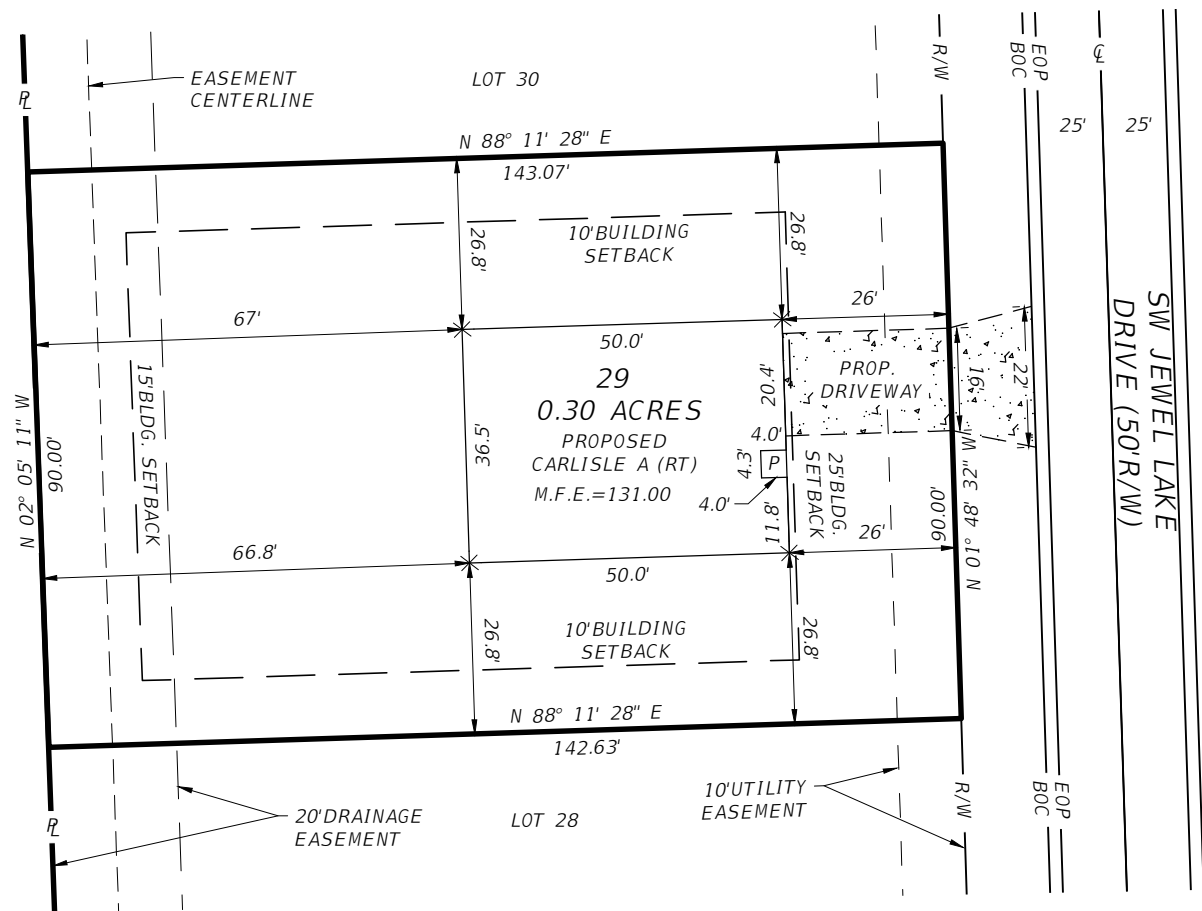 EASEMENT
CENTERLINE
LOT 30
R/W
BOC
EOP
℄
25'
25'
PL
N 88° 11' 28" E
143.07'
26.8'
26.8'
10' BUILDING
SETBACK
67'
50.0'
26'
15' BLDG. SETBACK
29
0.30 ACRES
PROPOSED
CARLISLE A (RT)
M.F.E.=131.00
36.5'
20.4'
PROP.
DRIVEWAY
16'
22'
SW JEWEL LAKE
DRIVE (50' R/W)
N 02° 05' 11" W
90.00'
4.0'
4.3'
P
4.0'
11.8'
25' BLDG.
SETBACK
90.00'
N 01° 48' 32" W
66.8'
50.0'
26'
26.8'
26.8'
10' BUILDING
SETBACK
N 88° 11' 28" E
142.63'
PL
20' DRAINAGE
EASEMENT
LOT 28
10' UTILITY
EASEMENT
R/W
BOC
EOP